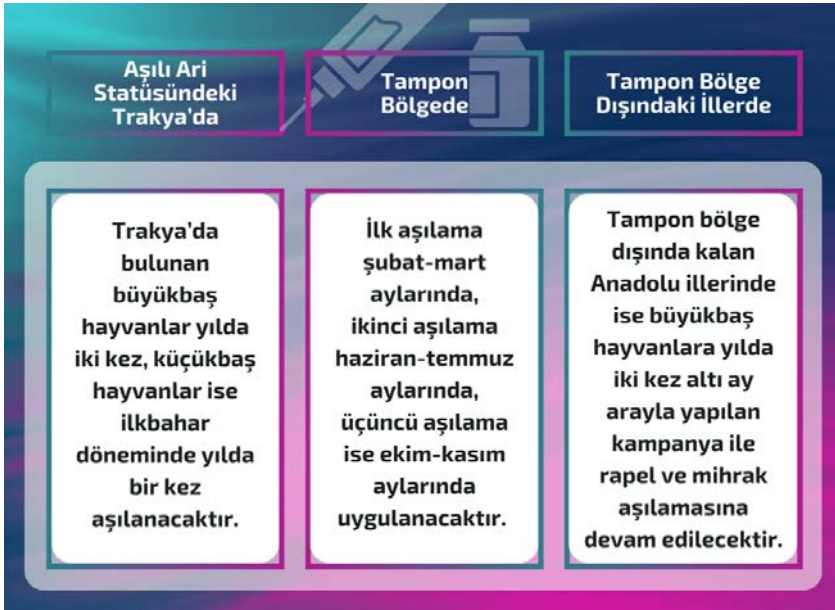 Aşılı Ari
Statüsündeki
Trakya’da
Tampon
Bölgede
Tampon Bölge
Dışındaki İllerde
Trakya’da
bulunan
büyükbaş
hayvanlar yılda
iki kez, küçükbaş
hayvanlar ise
ilkbahar
döneminde yılda
bir kez
aşılanacaktır.
İlk aşılama
şubat-mart
aylarında,
ikinci aşılama
haziran-temmuz
aylarında,
üçüncü aşılama
ise ekim-kasım
aylarında
uygulanacaktır.
Tampon bölge
dışında kalan
Anadolu illerinde
ise büyükbaş
hayvanlara yılda
iki kez altı ay
arayla yapılan
kampanya ile
rapel ve mihrak
aşılamasına
devam edilecektir.